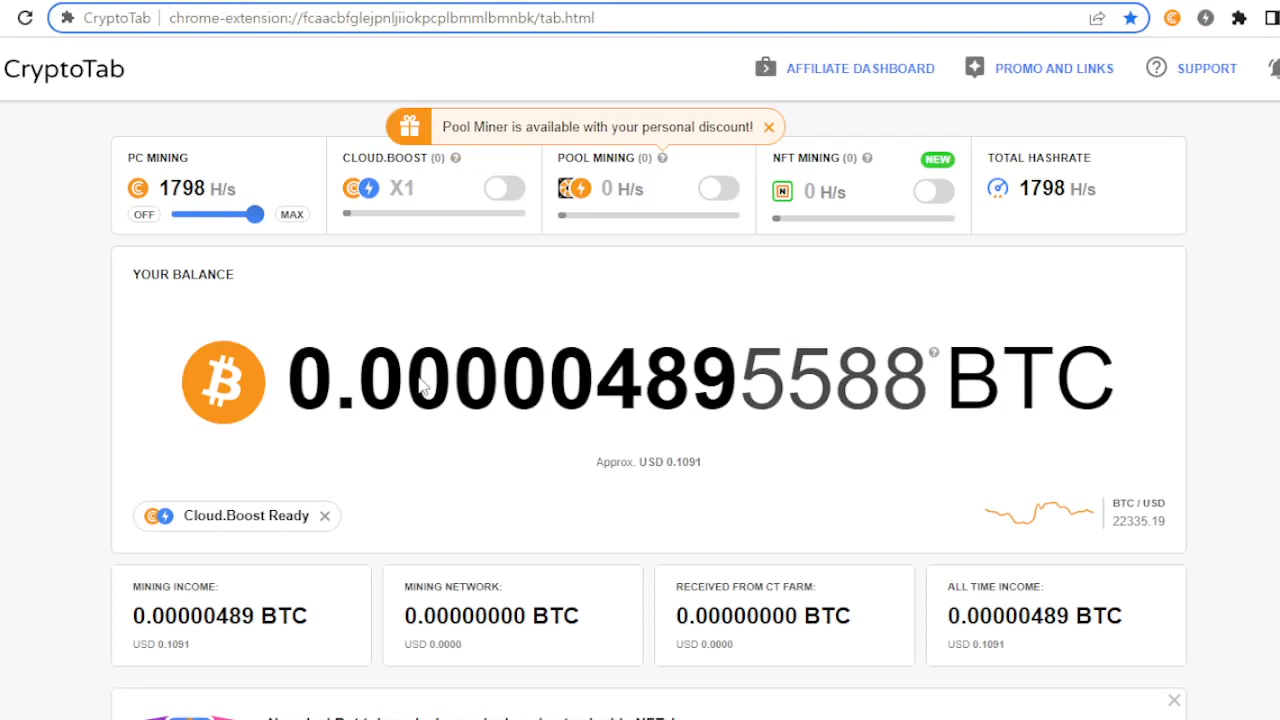 CryptoTab | chrome-extension://fcaacbfglejpnljiiokpcplbmmlbmnbk/tab.html
CryptoTab
AFFILIATE DASHBOARD
PROMO AND LINKS
SUPPORT
Pool Miner is available with your personal discount!
PC MINING
1798 H/s
OFF
MAX
CLOUD.BOOST (0)
X1
POOL MINING (0)
0 H/s
NFT MINING (0)
NEW
0 H/s
TOTAL HASHRATE
1798 H/s
YOUR BALANCE
0.000004895588 BTC
Approx. USD 0.1091
Cloud.Boost Ready
BTC / USD
22335.19
MINING INCOME:
0.00000489 BTC
USD 0.1091
MINING NETWORK:
0.00000000 BTC
USD 0.0000
RECEIVED FROM CT FARM:
0.00000000 BTC
USD 0.0000
ALL TIME INCOME:
0.00000489 BTC
USD 0.1091